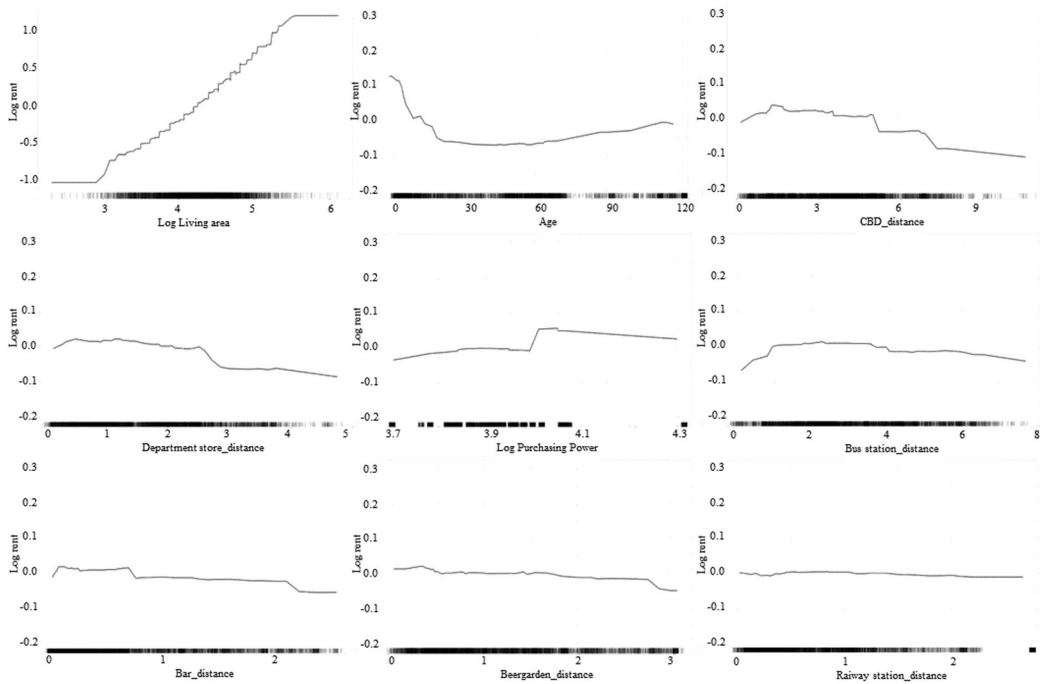 1.0
0.5
0.0
-0.5
-1.0
Log rent
3 4 5 6
Log Living area
0.3
0.2
0.1
0.0
-0.1
-0.2
Log rent
0 30 60 90 120
Age
0.3
0.2
0.1
0.0
-0.1
-0.2
Log rent
0 3 6 9
CBD_distance
0.3
0.2
0.1
0.0
-0.1
-0.2
Log rent
0 1 2 3 4 5
Department store_distance
0.3
0.2
0.1
0.0
-0.1
-0.2
Log rent
3.7 3.9 4.1 4.3
Log Purchasing Power
0.3
0.2
0.1
0.0
-0.1
-0.2
Log rent
0 2 4 6 8
Bus station_distance
0.3
0.2
0.1
0.0
-0.1
-0.2
Log rent
0 1 2
Bar_distance
0.3
0.2
0.1
0.0
-0.1
-0.2
Log rent
0 1 2 3
Beergarden_distance
0.3
0.2
0.1
0.0
-0.1
-0.2
Log rent
0 1 2
Raiway station_distance